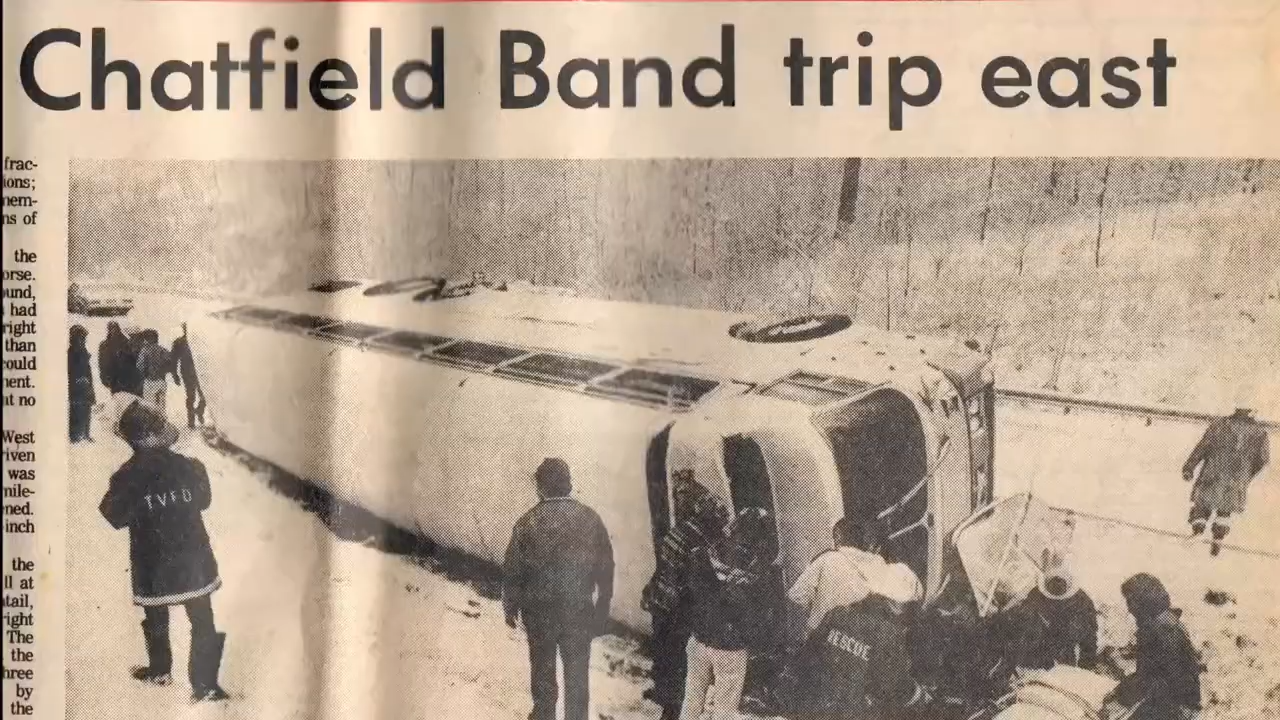 Chatfield Band trip east
frac-
ions;
nem-
ns of
the
orse.
ound,
had
right
than
could
nent.
at no
West
riven
was
mile-
ned.
inch
the
ll at
tail,
right
The
the
hree
by
the
TVFD
RESCUE